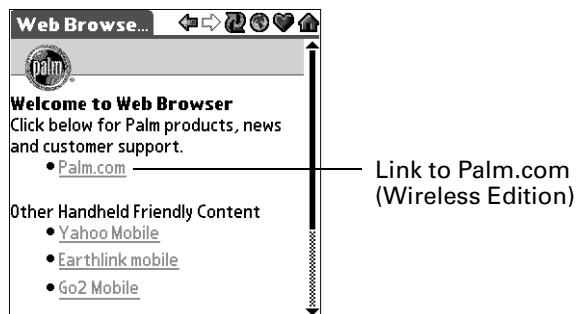 Web Browse...
palm
Welcome to Web Browser
Click below for Palm products, news
and customer support.
Palm.com
Link to Palm.com
(Wireless Edition)
Other Handheld Friendly Content
Yahoo Mobile
Earthlink mobile
Go2 Mobile